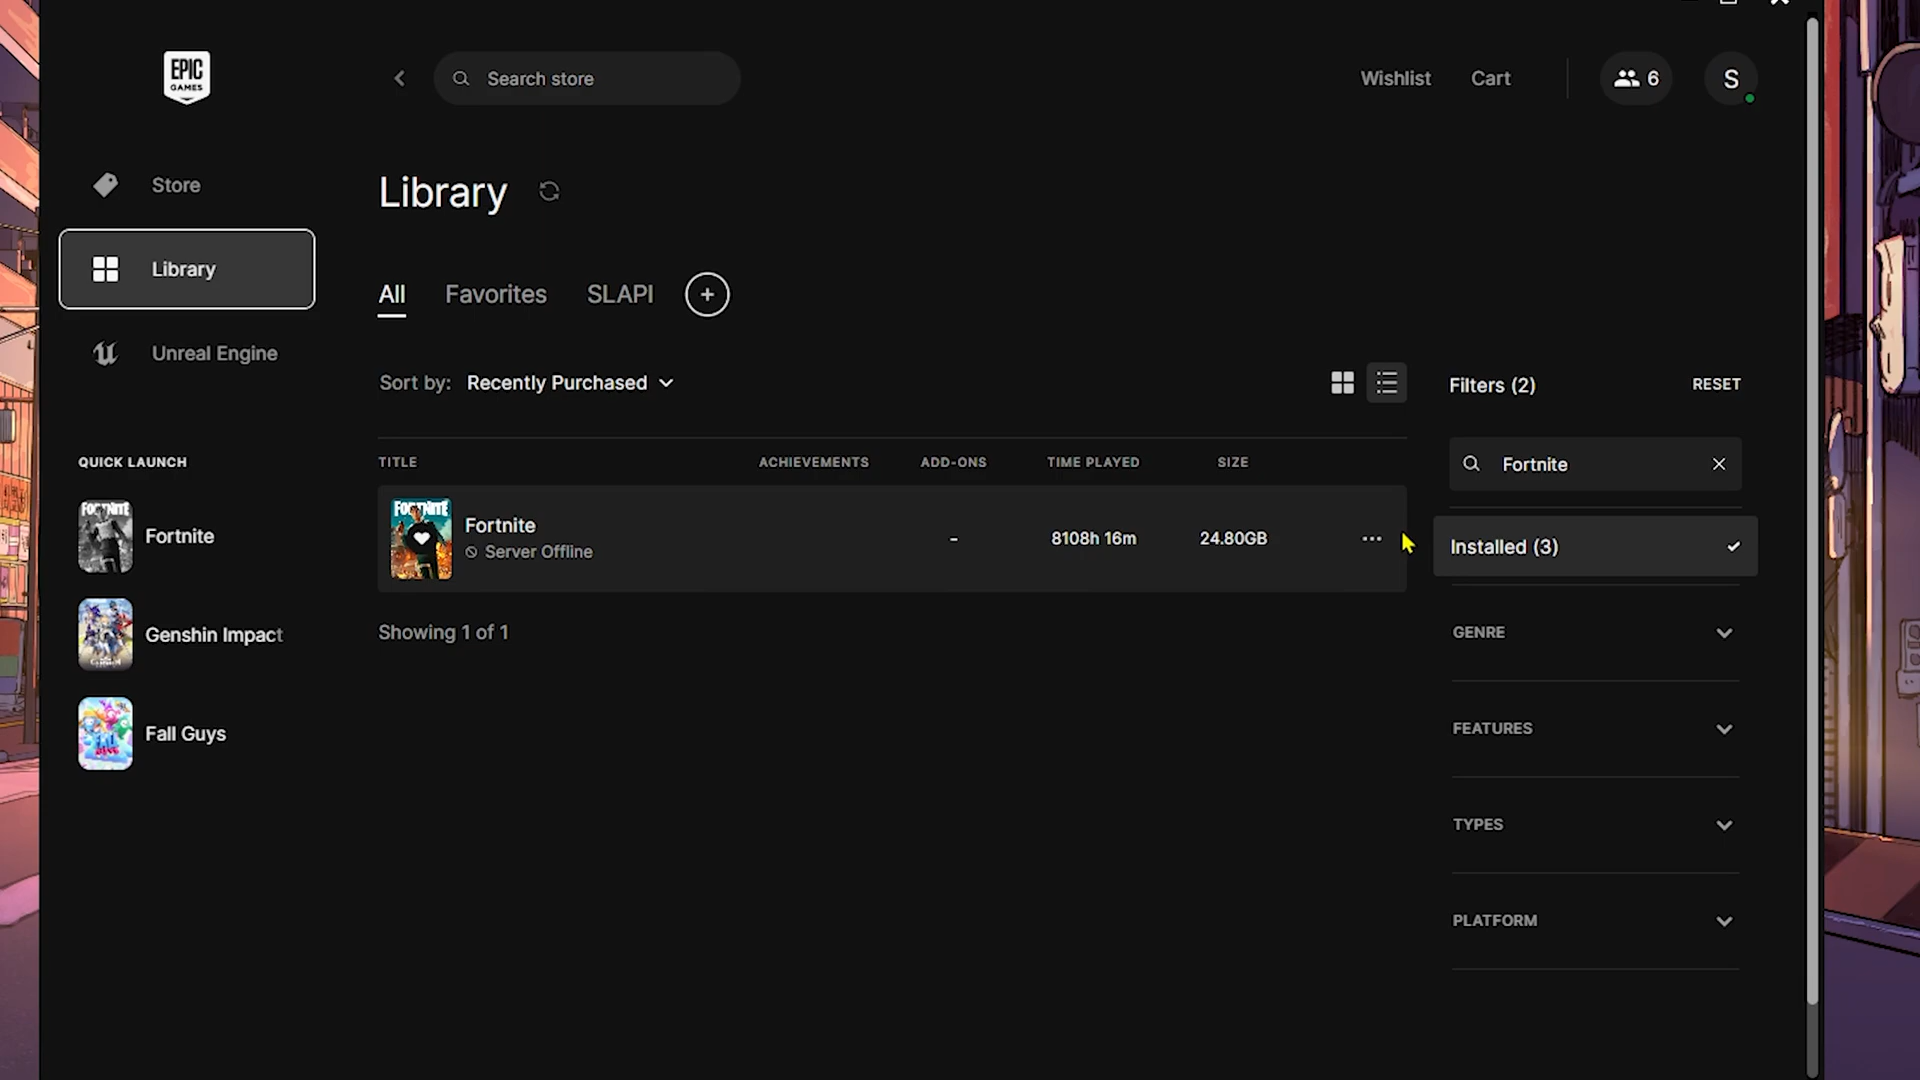 EPIC
GAMES
Search store
Wishlist
Cart
6
S
Store
Library
Unreal Engine
QUICK LAUNCH
FORTNITE
Fortnite
Genshin Impact
Fall Guys
Library
All
Favorites
SLAPI
+
Sort by: Recently Purchased
TITLE
ACHIEVEMENTS
ADD-ONS
TIME PLAYED
SIZE
FORTNITE
Fortnite
Server Offline
-
8108h 16m
24.80GB
Showing 1 of 1
Filters (2)
RESET
Fortnite
Installed (3)
GENRE
FEATURES
TYPES
PLATFORM